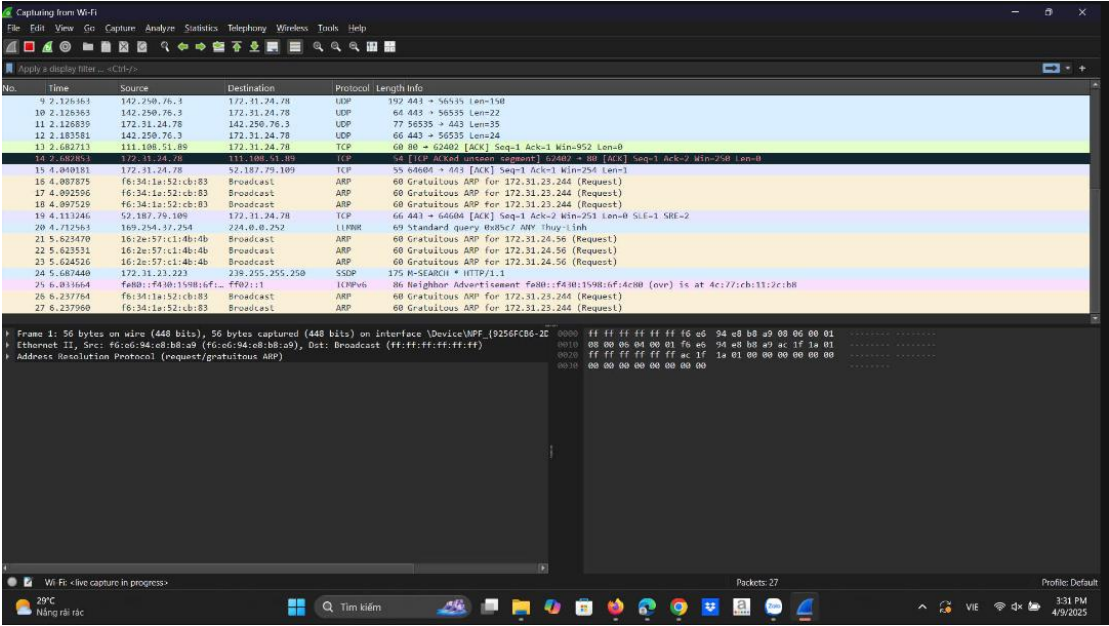 Capturing from Wi-Fi
File Edit View Go Capture Analyze Statistics Telephony Wireless Tools Help
Apply a display filter ... <Ctrl-/>
No. Time Source Destination Protocol Length Info
9 2.126363 142.250.76.3 172.31.24.78 UDP 192 443 → 56535 Len=150
10 2.126363 142.250.76.3 172.31.24.78 UDP 64 443 → 56535 Len=22
11 2.126839 172.31.24.78 142.250.76.3 UDP 77 56535 → 443 Len=35
12 2.183581 142.250.76.3 172.31.24.78 UDP 66 443 → 56535 Len=24
13 2.682713 111.108.51.89 172.31.24.78 TCP 60 80 → 62402 [ACK] Seq=1 Ack=1 Win=952 Len=0
14 2.682853 172.31.24.78 111.108.51.89 TCP 54 [TCP ACKed unseen segment] 62402 → 80 [ACK] Seq=1 Ack=2 Win=250 Len=0
15 4.040181 172.31.24.78 52.187.79.109 TCP 55 64604 → 443 [ACK] Seq=1 Ack=1 Win=254 Len=1
16 4.087875 f6:34:1a:52:cb:83 Broadcast ARP 60 Gratuitous ARP for 172.31.23.244 (Request)
17 4.092596 f6:34:1a:52:cb:83 Broadcast ARP 60 Gratuitous ARP for 172.31.23.244 (Request)
18 4.097529 f6:34:1a:52:cb:83 Broadcast ARP 60 Gratuitous ARP for 172.31.23.244 (Request)
19 4.113246 52.187.79.109 172.31.24.78 TCP 66 443 → 64604 [ACK] Seq=1 Ack=2 Win=251 Len=0 SLE=1 SRE=2
20 4.712563 169.254.37.254 224.0.0.252 LLMNR 69 Standard query 0x85c7 ANY Thuy-Linh
21 5.623470 16:2e:57:c1:4b:4b Broadcast ARP 60 Gratuitous ARP for 172.31.24.56 (Request)
22 5.623531 16:2e:57:c1:4b:4b Broadcast ARP 60 Gratuitous ARP for 172.31.24.56 (Request)
23 5.624526 16:2e:57:c1:4b:4b Broadcast ARP 60 Gratuitous ARP for 172.31.24.56 (Request)
24 5.687440 172.31.23.223 239.255.255.250 SSDP 175 M-SEARCH * HTTP/1.1
25 6.033664 fe80::f430:1598:6f:… ff02::1 ICMPv6 86 Neighbor Advertisement fe80::f430:1598:6f:4c80 (ovr) is at 4c:77:cb:11:2c:b8
26 6.237764 f6:34:1a:52:cb:83 Broadcast ARP 60 Gratuitous ARP for 172.31.23.244 (Request)
27 6.237960 f6:34:1a:52:cb:83 Broadcast ARP 60 Gratuitous ARP for 172.31.23.244 (Request)
Frame 1: 56 bytes on wire (448 bits), 56 bytes captured (448 bits) on interface \Device\NPF_{9256FCB6-2D
Ethernet II, Src: f6:e6:94:e8:b8:a9 (f6:e6:94:e8:b8:a9), Dst: Broadcast (ff:ff:ff:ff:ff:ff)
Address Resolution Protocol (request/gratuitous ARP)
0000 ff ff ff ff ff ff f6 e6 94 e8 b8 a9 08 06 00 01
0010 08 00 06 04 00 01 f6 e6 94 e8 b8 a9 ac 1f 1a 01
0020 ff ff ff ff ff ff ac 1f 1a 01 00 00 00 00 00 00
0030 00 00 00 00 00 00 00 00
Wi-Fi: <live capture in progress>
Packets: 27
Profile: Default
29°C
Nắng rải rác
Tìm kiếm
Zalo
VIE
3:31 PM
4/9/2025